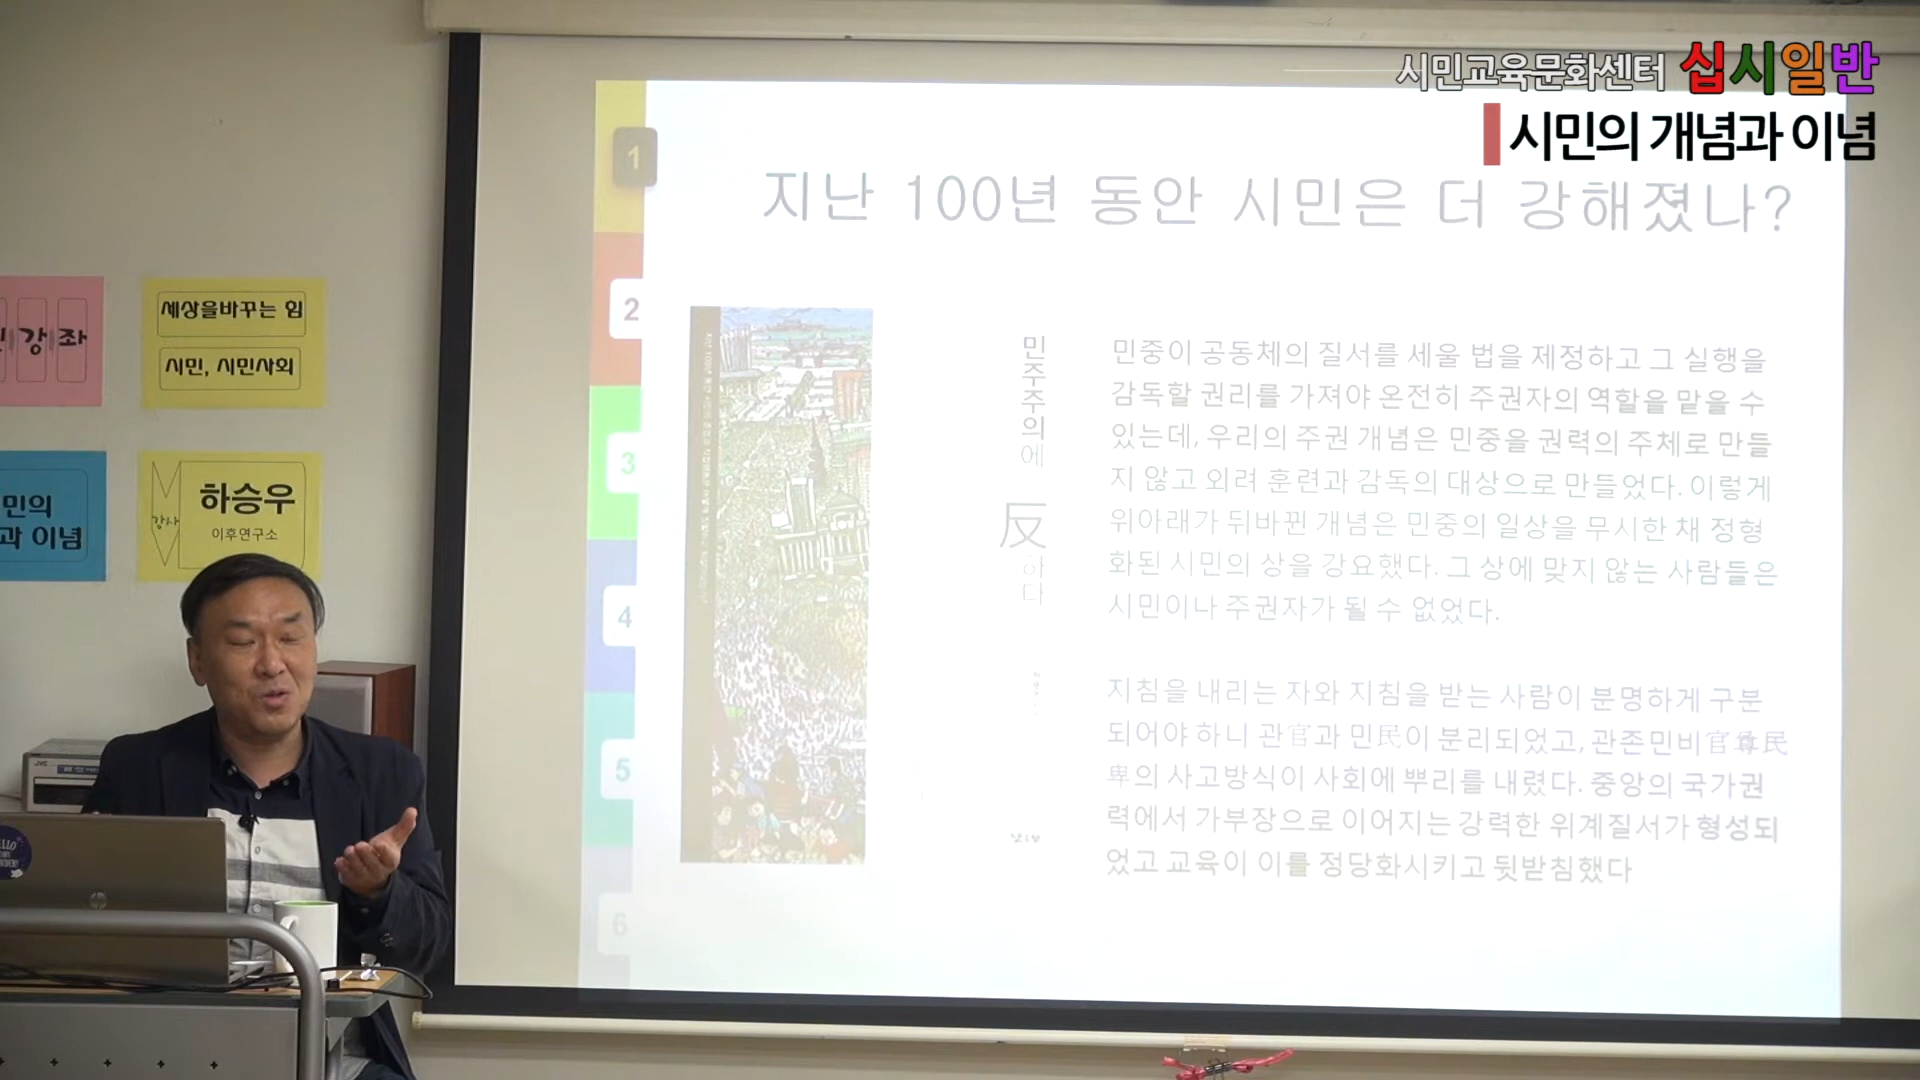 시민교육문화센터 십시일반
시민의 개념과 이념
지난 100년 동안 시민은 더 강해졌나?
1
2
3
4
5
6
민주주의에
反
하다
민중이 공동체의 질서를 세울 법을 제정하고 그 실행을
감독할 권리를 가져야 온전히 주권자의 역할을 맡을 수
있는데, 우리의 주권 개념은 민중을 권력의 주체로 만들
지 않고 외려 훈련과 감독의 대상으로 만들었다. 이렇게
위아래가 뒤바뀐 개념은 민중의 일상을 무시한 채 정형
화된 시민의 상을 강요했다. 그 상에 맞지 않는 사람들은
시민이나 주권자가 될 수 없었다.
지침을 내리는 자와 지침을 받는 사람이 분명하게 구분
되어야 하니 관官과 민民이 분리되었고, 관존민비官尊民
卑의 사고방식이 사회에 뿌리를 내렸다. 중앙의 국가권
력에서 가부장으로 이어지는 강력한 위계질서가 형성되
었고 교육이 이를 정당화시키고 뒷받침했다
강좌
세상을바꾸는 힘
시민, 시민사회
민의
과 이념
강사
하승우
이후연구소
JVC
hp